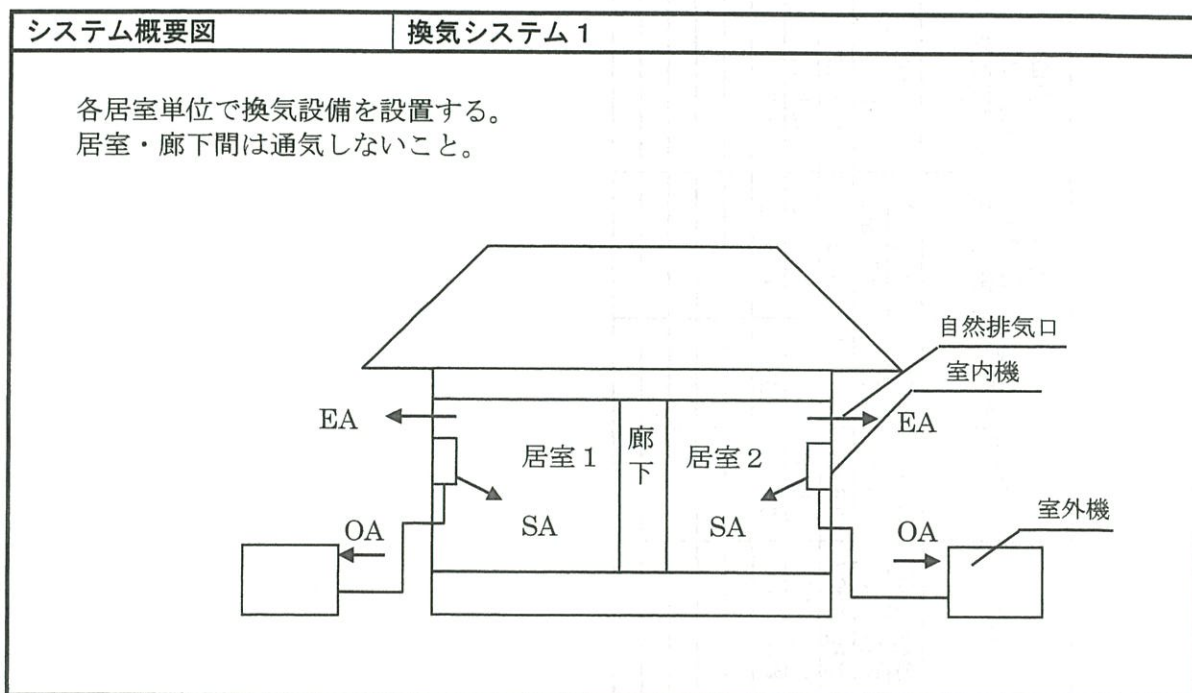 システム概要図
換気システム1
各居室単位で換気設備を設置する。
居室・廊下間は通気しないこと。
自然排気口
室内機
EA
EA
居室1
廊下
居室2
SA
SA
OA
OA
室外機